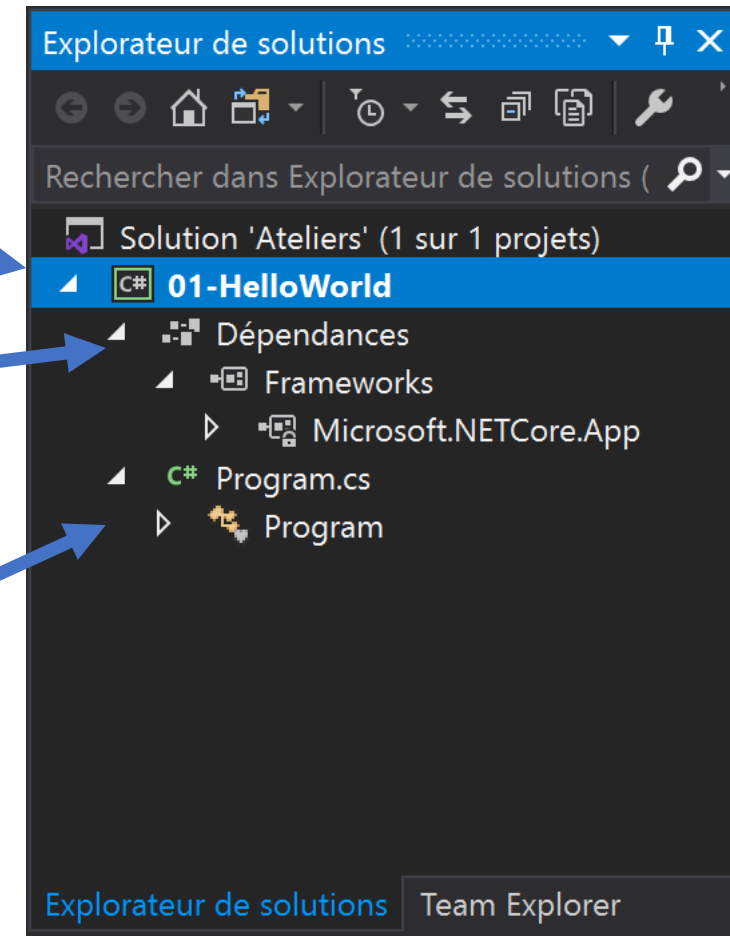 Explorateur de solutions
Rechercher dans Explorateur de solutions (
Solution 'Ateliers' (1 sur 1 projets)
C# 01-HelloWorld
Dépendances
Frameworks
Microsoft.NETCore.App
C# Program.cs
Program
Explorateur de solutions Team Explorer